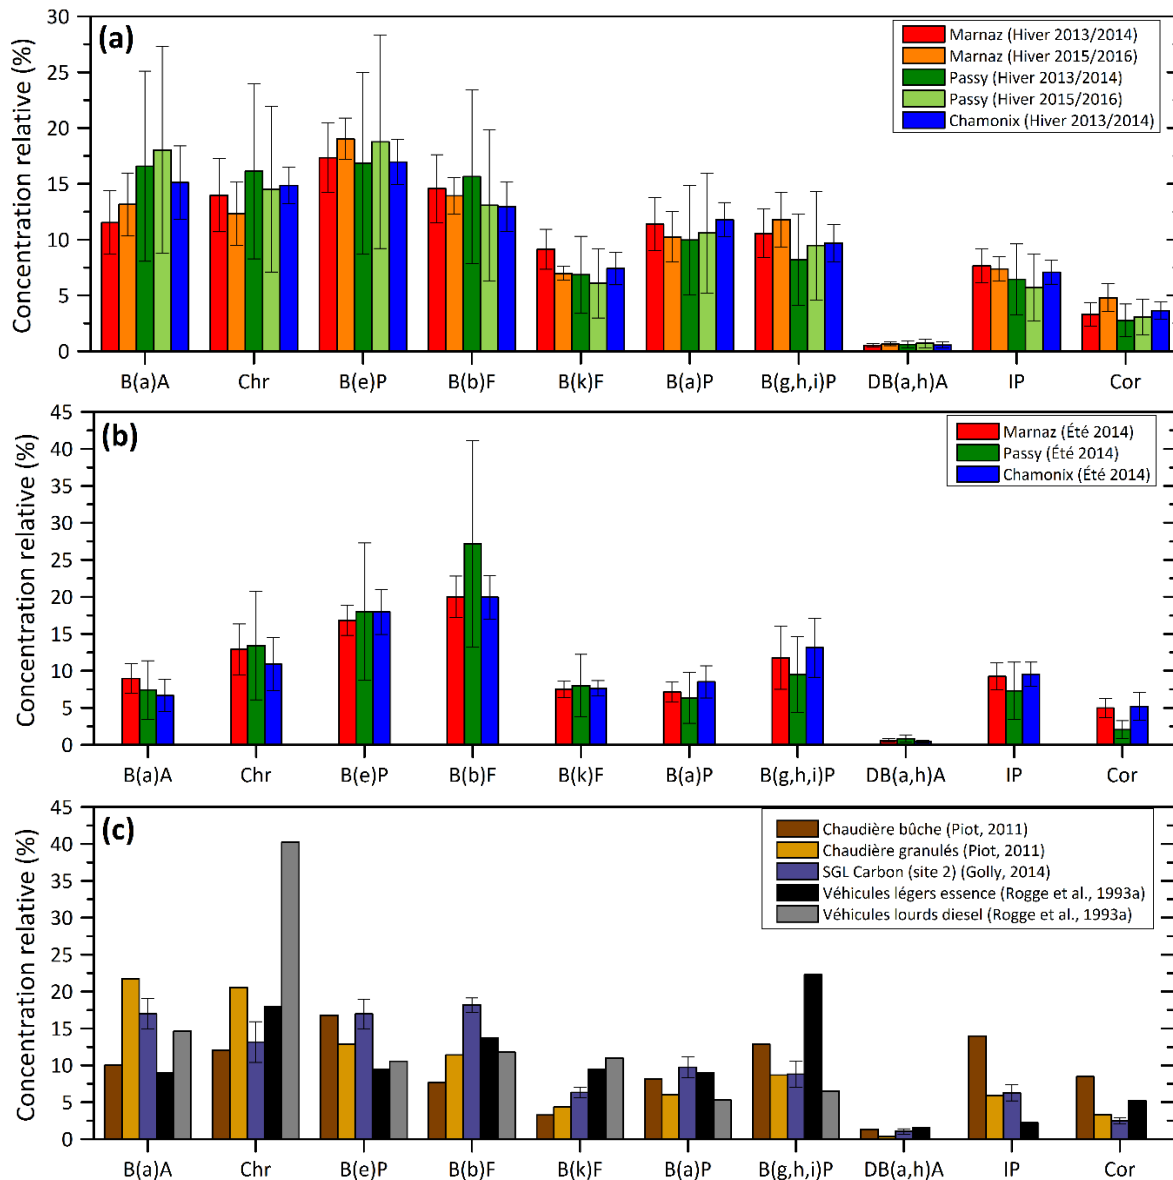 (a)
Concentration relative (%)
30
25
20
15
10
5
0
Marnaz (Hiver 2013/2014)
Marnaz (Hiver 2015/2016)
Passy (Hiver 2013/2014)
Passy (Hiver 2015/2016)
Chamonix (Hiver 2013/2014)
B(a)A Chr B(e)P B(b)F B(k)F B(a)P B(g,h,i)P DB(a,h)A IP Cor
(b)
Concentration relative (%)
45
40
35
30
25
20
15
10
5
0
Marnaz (Été 2014)
Passy (Été 2014)
Chamonix (Été 2014)
B(a)A Chr B(e)P B(b)F B(k)F B(a)P B(g,h,i)P DB(a,h)A IP Cor
(c)
Concentration relative (%)
45
40
35
30
25
20
15
10
5
0
Chaudière bûche (Piot, 2011)
Chaudière granulés (Piot, 2011)
SGL Carbon (site 2) (Golly, 2014)
Véhicules légers essence (Rogge et al., 1993a)
Véhicules lourds diesel (Rogge et al., 1993a)
B(a)A Chr B(e)P B(b)F B(k)F B(a)P B(g,h,i)P DB(a,h)A IP Cor